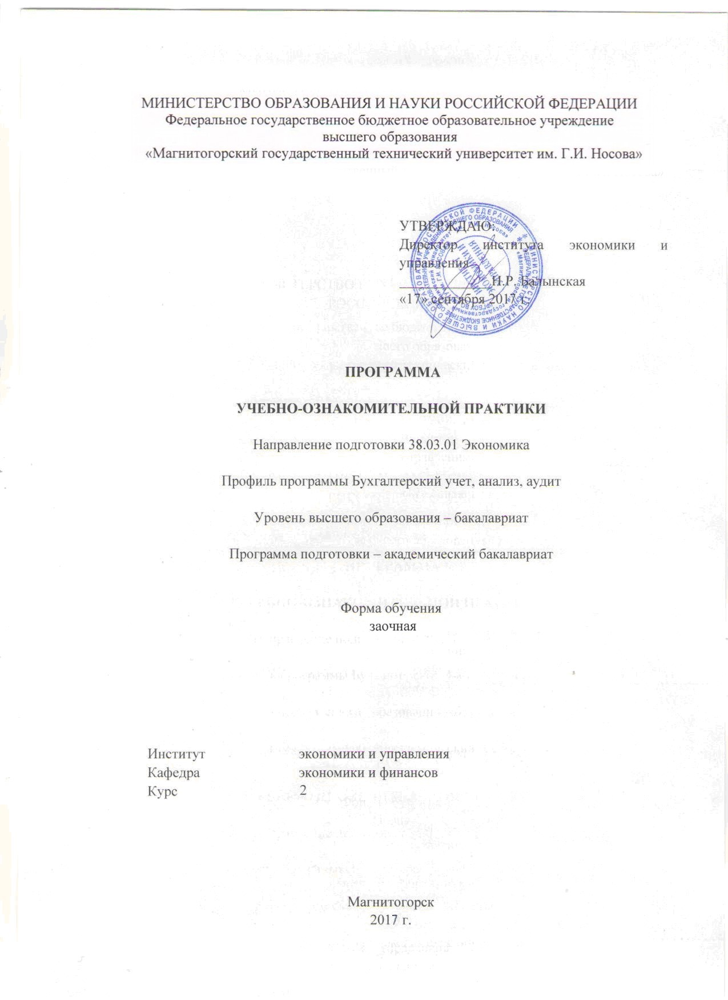 МИНИСТЕРСТВО ОБРАЗОВАНИЯ И НАУКИ РОССИЙСКОЙ ФЕДЕРАЦИИ
Федеральное государственное бюджетное образовательное учреждение
высшего образования
«Магнитогорский государственный технический университет им. Г.И. Носова»
УТВЕРЖДАЮ:
Директор института экономики и
управления
Н.Р. Балынская
«17» сентября 2017 г.
ПРОГРАММА
УЧЕБНО-ОЗНАКОМИТЕЛЬНОЙ ПРАКТИКИ
Направление подготовки 38.03.01 Экономика
Профиль программы Бухгалтерский учет, анализ, аудит
Уровень высшего образования – бакалавриат
Программа подготовки – академический бакалавриат
Форма обучения
заочная
Институт экономики и управления
Кафедра экономики и финансов
Курс 2
Магнитогорск
2017 г.